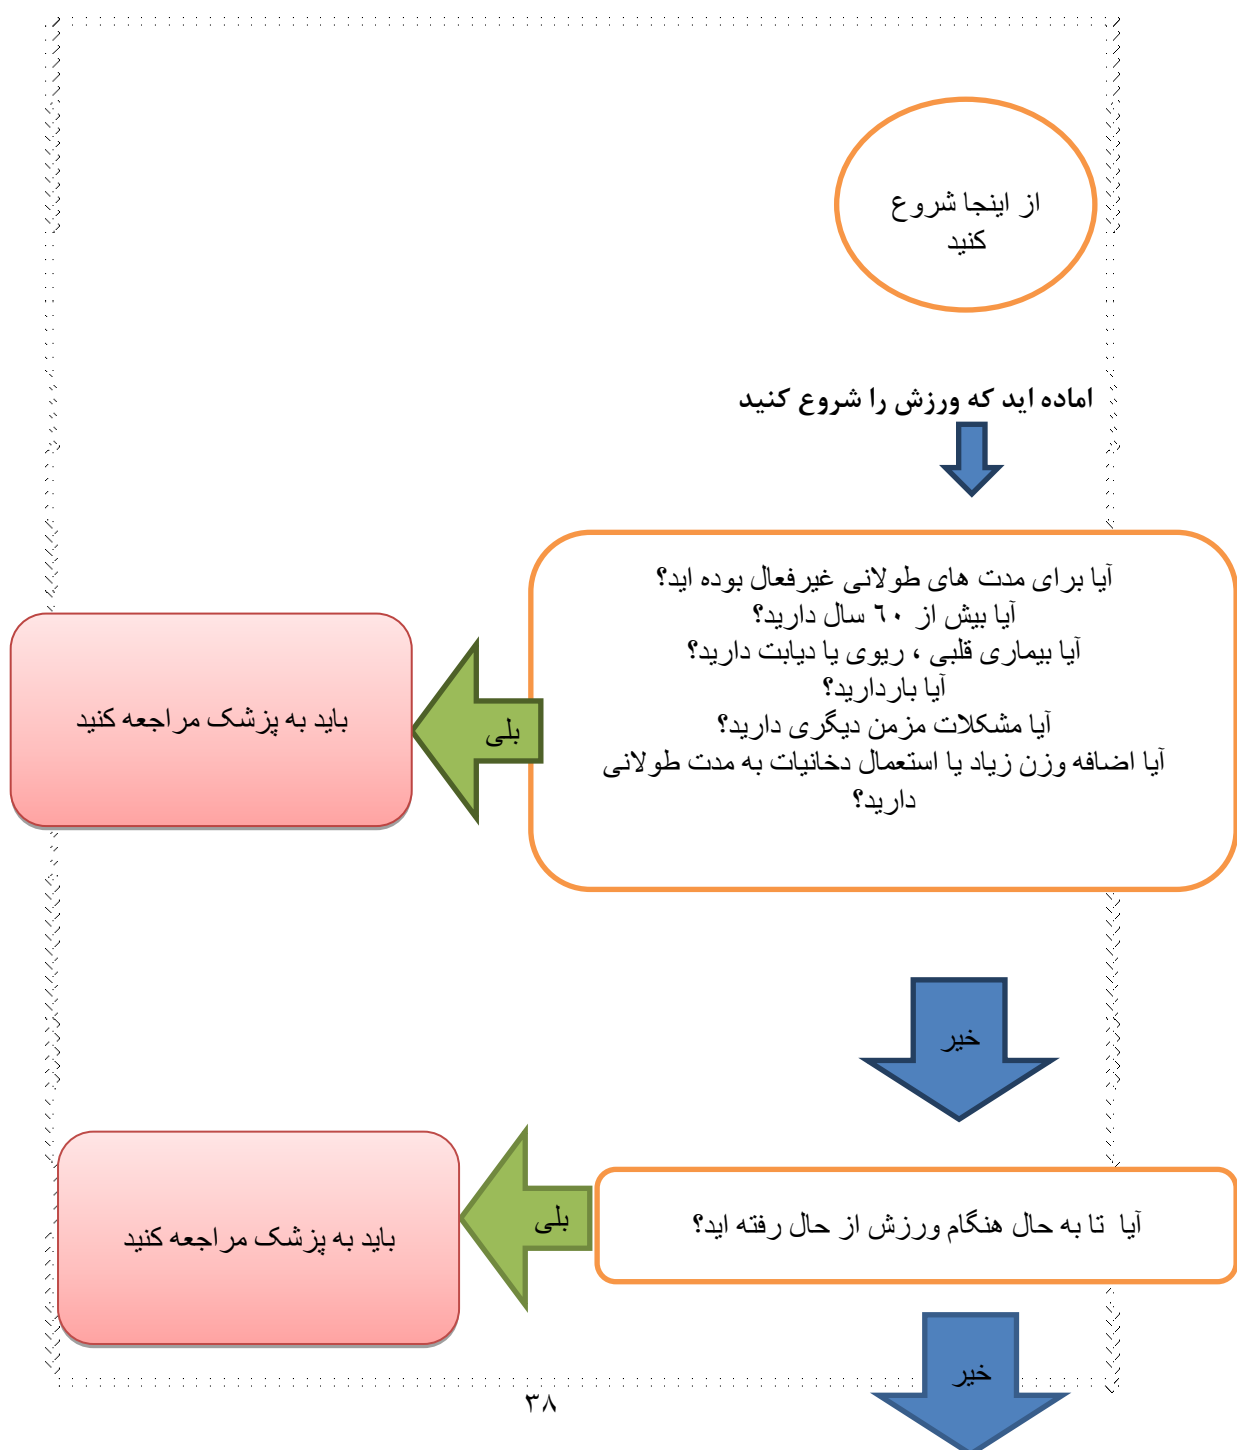 از اینجا شروع
کنید
اماده اید که ورزش را شروع کنید
آیا برای مدت های طولانی غیرفعال بوده اید؟
آیا بیش از ٦٠ سال دارید؟
آیا بیماری قلبی ، ریوی یا دیابت دارید؟
آیا باردارید؟
آیا مشکلات مزمن دیگری دارید؟
آیا اضافه وزن زیاد یا استعمال دخانیات به مدت طولانی
دارید؟
بلی
باید به پزشک مراجعه کنید
خیر
آیا تا به حال هنگام ورزش از حال رفته اید؟
بلی
باید به پزشک مراجعه کنید
خیر
۳۸